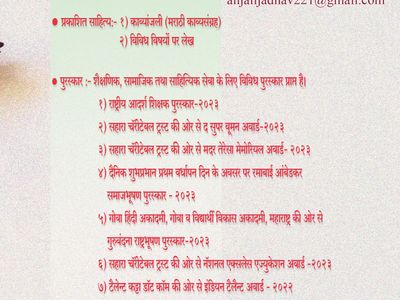 anjanjadhav221@gmail.com
• प्रकाशित साहित्य:- १) काव्यांजली (मराठी काव्यसंग्रह)
२) विविध विषयों पर लेख
• पुरस्कार :- शैक्षणिक, सामाजिक तथा साहित्यिक सेवा के लिए विविध पुरस्कार प्राप्त है।
१) राष्ट्रीय आदर्श शिक्षक पुरस्कार-२०२३
२) सहारा चॅरीटेबल ट्रस्ट की ओर से द सुपर वूमन अवार्ड-२०२३
३) सहारा चॅरीटेबल ट्रस्ट की ओर से मदर तेरेसा मेमोरियल अवार्ड- २०२३
४) दैनिक शुभप्रभान प्रथम वर्धापन दिन के अवसर पर रमाबाई आंबेडकर
समाजभूषण पुरस्कार - २०२३
५) गोवा हिंदी अकादमी, गोवा व विद्यार्थी विकास अकादमी, महाराष्ट्र की ओर से
गुरुवंदना राष्ट्रभूषण पुरस्कार-२०२३
६) सहारा चॅरीटेबल ट्रस्ट की ओर से नॅशनल एक्सलेंस एज्युकेशन अवार्ड -२०२३
७) टैलेन्ट कट्टा डॉट कॉम की ओर से इंडियन टैलेंट अवार्ड - २०२२